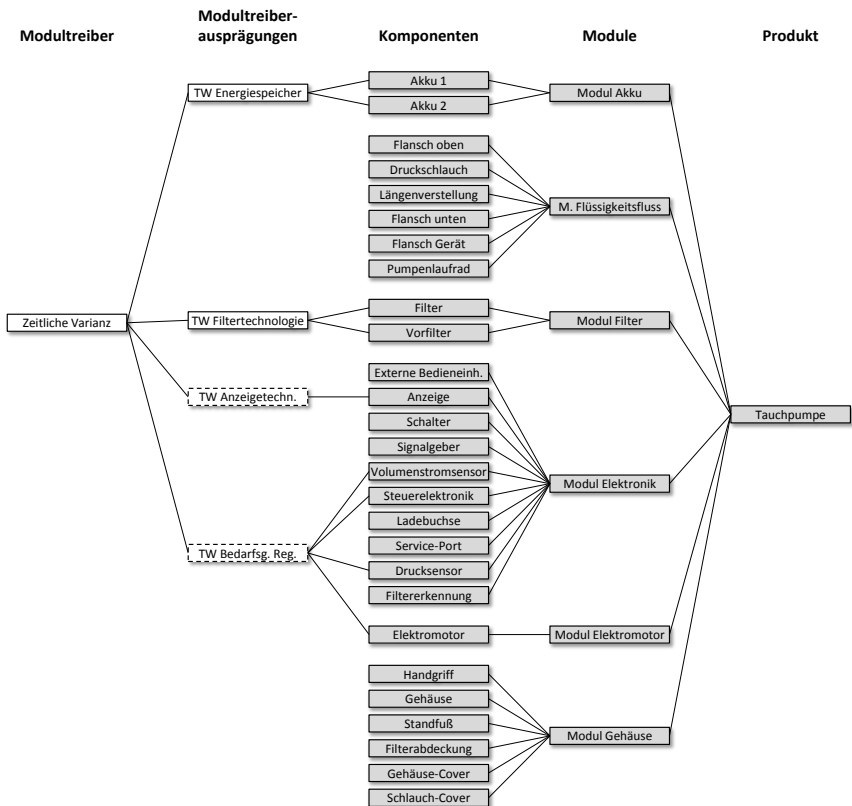 Modultreiber
Modultreiber-
ausprägungen
Komponenten
Module
Produkt
TW Energiespeicher
Akku 1
Akku 2
Modul Akku
Flansch oben
Druckschlauch
Längenverstellung
Flansch unten
Flansch Gerät
Pumpenlaufrad
M. Flüssigkeitsfluss
Zeitliche Varianz
TW Filtertechnologie
Filter
Vorfilter
Modul Filter
TW Anzeigetechn.
Externe Bedieneinh.
Anzeige
Schalter
Signalgeber
Volumenstromsensor
Steuerelektronik
Ladebuchse
Service-Port
Drucksensor
Filtererkennung
Modul Elektronik
Tauchpumpe
TW Bedarfsg. Reg.
Elektromotor
Modul Elektromotor
Handgriff
Gehäuse
Standfuß
Filterabdeckung
Gehäuse-Cover
Schlauch-Cover
Modul Gehäuse